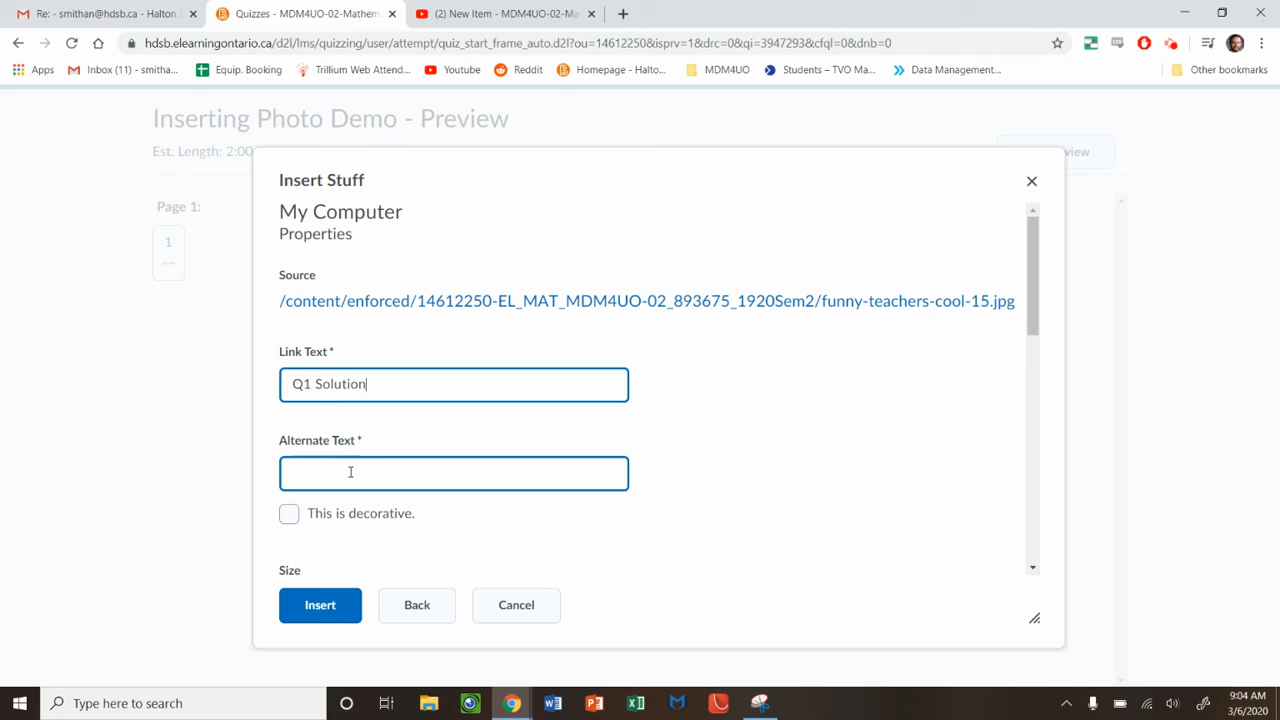 Re: - smithan@hdsb.ca - Halton
Quizzes - MDM4UO-02-Mathem
(2) New Item - MDM4UO-02-Ma
hdsb.elearningontario.ca/d2l/lms/quizzing/user/attempt/quiz_start_frame_auto.d2l?ou=14612250&isprv=1&drc=0&qi=3947293&cfql=0&dnb=0
Apps
Inbox (11) - smitha...
Equip. Booking
Trillium Web Attend...
Youtube
Reddit
Homepage - Halto...
MDM4UO
Students – TVO Ma...
Data Management...
Other bookmarks
Inserting Photo Demo - Preview
Est. Length: 2:00
view
Page 1:
1
Insert Stuff
My Computer
Properties
Source
/content/enforced/14612250-EL_MAT_MDM4UO-02_893675_1920Sem2/funny-teachers-cool-15.jpg
Link Text *
Q1 Solution
Alternate Text *
This is decorative.
Size
Insert
Back
Cancel
Type here to search
9:04 AM
3/6/2020